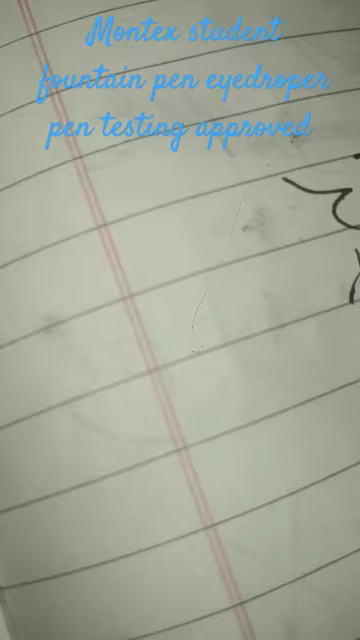 Montex student
fountain pen eyedroper
pen testing approved